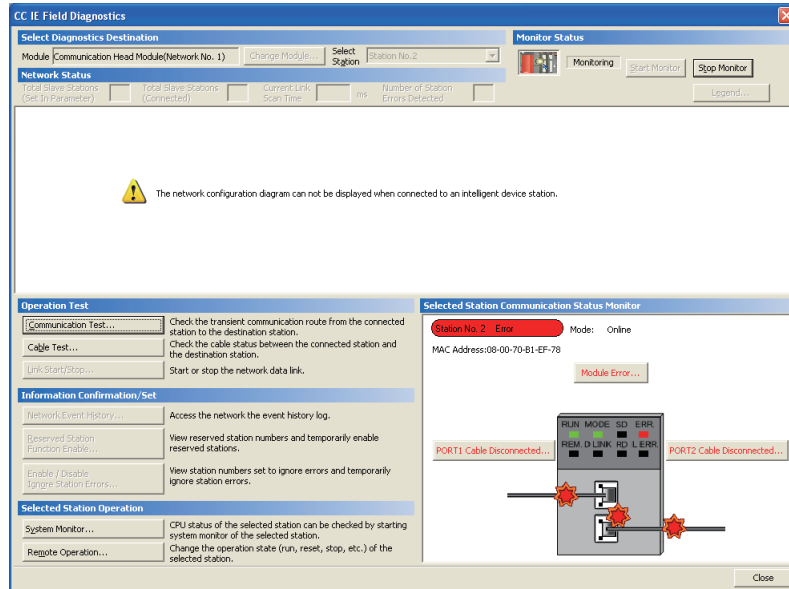 CC IE Field Diagnostics
Select Diagnostics Destination
Module Communication Head Module(Network No. 1) Change Module... Select Station Station No.2
Monitor Status
Monitoring Start Monitor Stop Monitor
Legend...
Network Status
Total Slave Stations (Set In Parameter)
Total Slave Stations (Connected)
Current Link Scan Time ms
Number of Station Errors Detected
The network configuration diagram can not be displayed when connected to an intelligent device station.
Operation Test
Communication Test... Check the transient communication route from the connected
station to the destination station.
Cable Test... Check the cable status between the connected station and
the destination station.
Link Start/Stop... Start or stop the network data link.
Information Confirmation/Set
Network Event History... Access the network the event history log.
Reserved Station Function Enable... View reserved station numbers and temporarily enable
reserved stations.
Enable / Disable Ignore Station Errors... View station numbers set to ignore errors and temporarily
ignore station errors.
Selected Station Operation
System Monitor... CPU status of the selected station can be checked by starting
system monitor of the selected station.
Remote Operation... Change the operation state (run, reset, stop, etc.) of the
selected station.
Selected Station Communication Status Monitor
Station No. 2 Error Mode: Online
MAC Address:08-00-70-B1-EF-78
Module Error...
RUN MODE SD ERR.
REM. D LINK RD L ERR.
PORT1 Cable Disconnected...
PORT2 Cable Disconnected...
Close